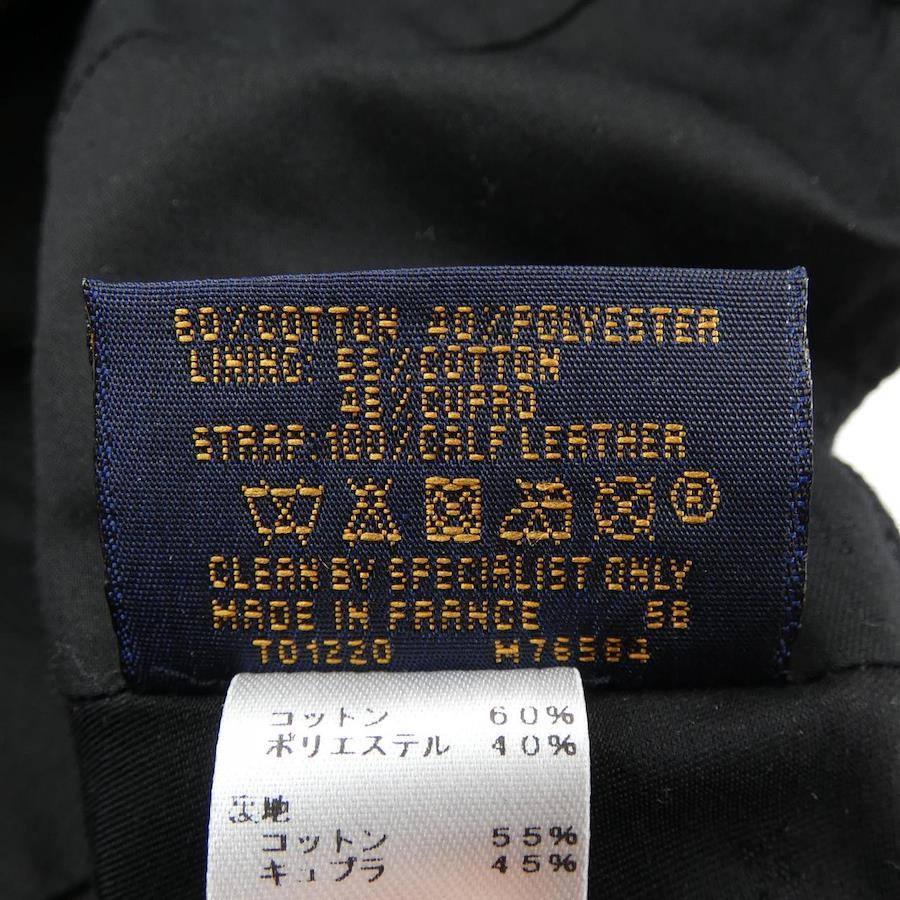 60%COTTON 40%POLYESTER
LINING: 55%COTTON
45%CUPRO
STRAP:100%CALF LEATHER
CLEAN BY SPECIALIST ONLY
MADE IN FRANCE 58
T01220 M76584
コットン 60%
ポリエステル 40%
裏地
コットン 55%
キュプラ 45%